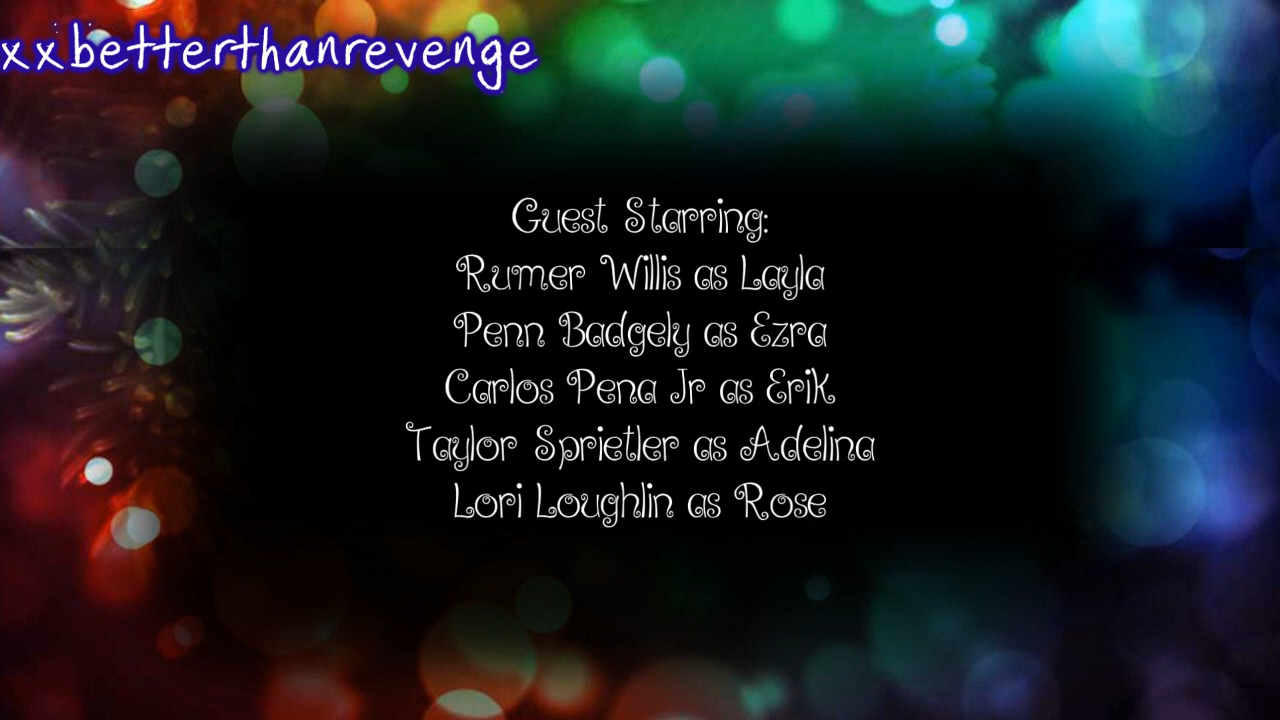 xxbetterthanrevenge
Guest Starring:
Rumer Willis as Layla
Penn Badgely as Ezra
Carlos Pena Jr as Erik
Taylor Sprietler as Adelina
Lori Loughlin as Rose